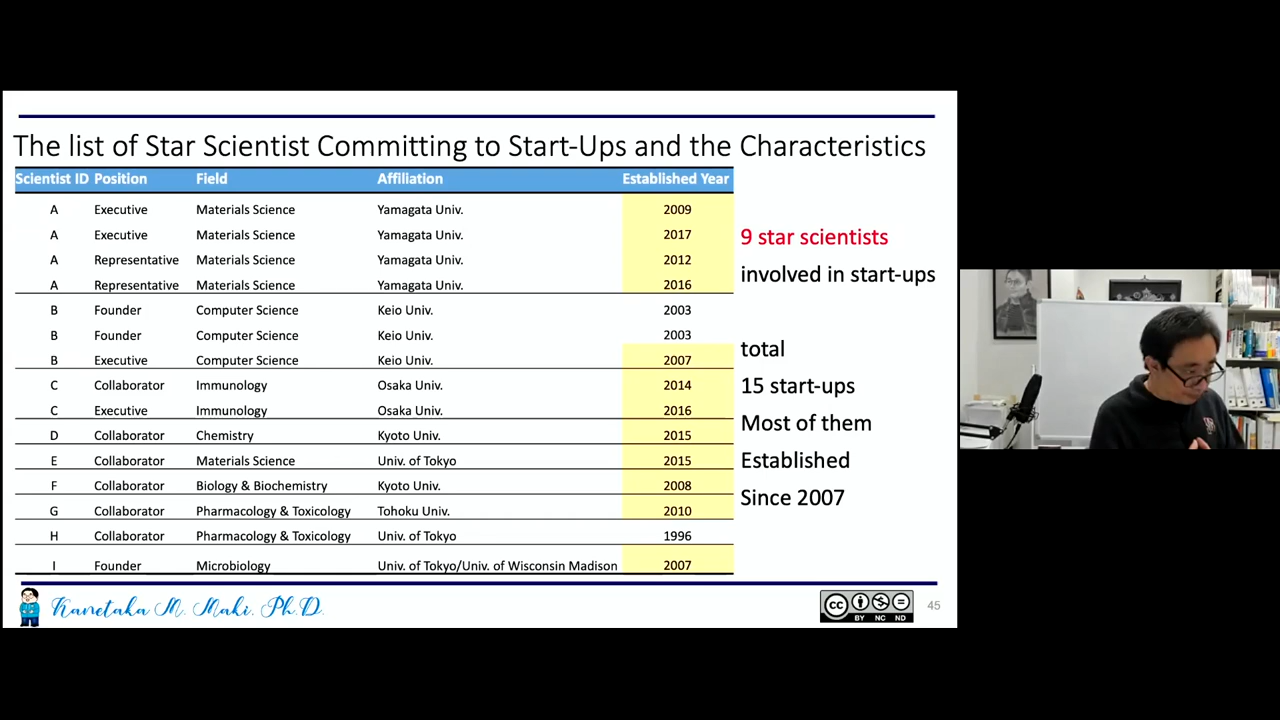 The list of Star Scientist Committing to Start-Ups and the Characteristics
Scientist ID Position Field Affiliation Established Year
A Executive Materials Science Yamagata Univ. 2009
A Executive Materials Science Yamagata Univ. 2017
A Representative Materials Science Yamagata Univ. 2012
A Representative Materials Science Yamagata Univ. 2016
B Founder Computer Science Keio Univ. 2003
B Founder Computer Science Keio Univ. 2003
B Executive Computer Science Keio Univ. 2007
C Collaborator Immunology Osaka Univ. 2014
C Executive Immunology Osaka Univ. 2016
D Collaborator Chemistry Kyoto Univ. 2015
E Collaborator Materials Science Univ. of Tokyo 2015
F Collaborator Biology & Biochemistry Kyoto Univ. 2008
G Collaborator Pharmacology & Toxicology Tohoku Univ. 2010
H Collaborator Pharmacology & Toxicology Univ. of Tokyo 1996
I Founder Microbiology Univ. of Tokyo/Univ. of Wisconsin Madison 2007
9 star scientists
involved in start-ups
total
15 start-ups
Most of them
Established
Since 2007
Kanetaka M. Maki, Ph.D.
CC BY NC ND
45